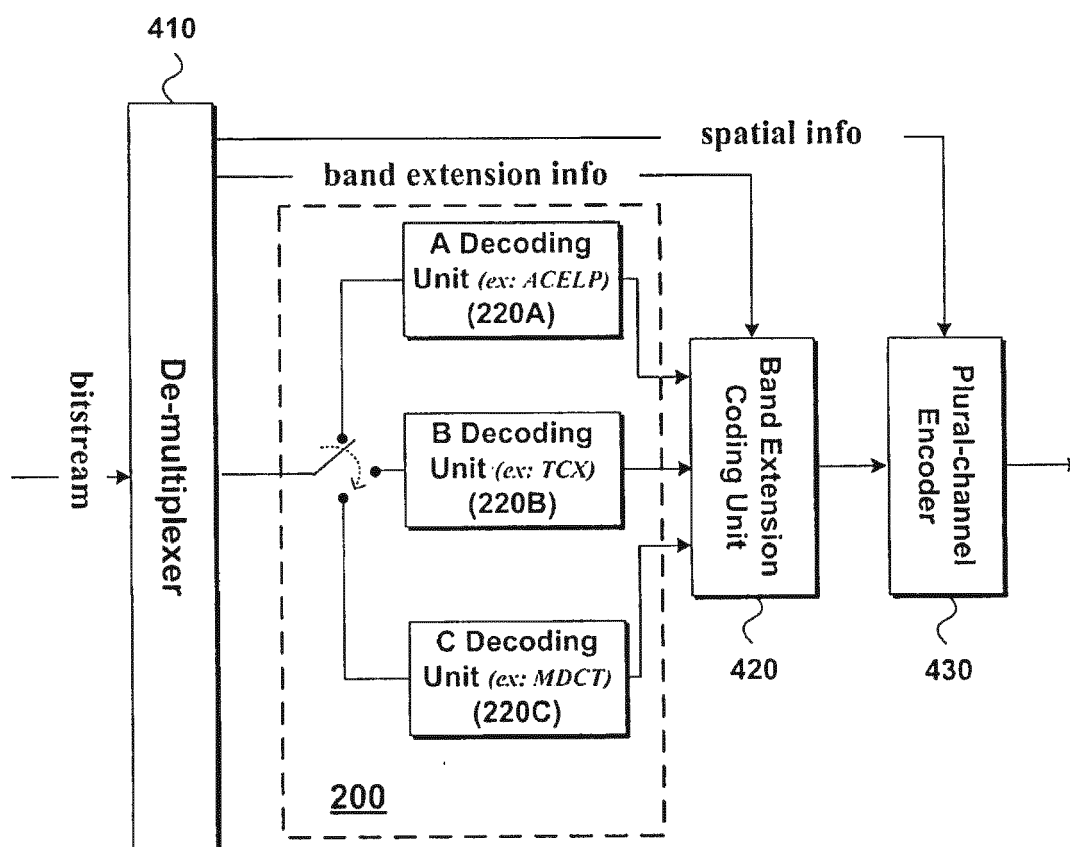 410
spatial info
band extension info
A Decoding
Unit (ex: ACELP)
(220A)
bitstream
De-multiplexer
B Decoding
Unit (ex: TCX)
(220B)
Band Extension
Coding Unit
Plural-channel
Encoder
C Decoding
Unit (ex: MDCT)
(220C)
420
430
200